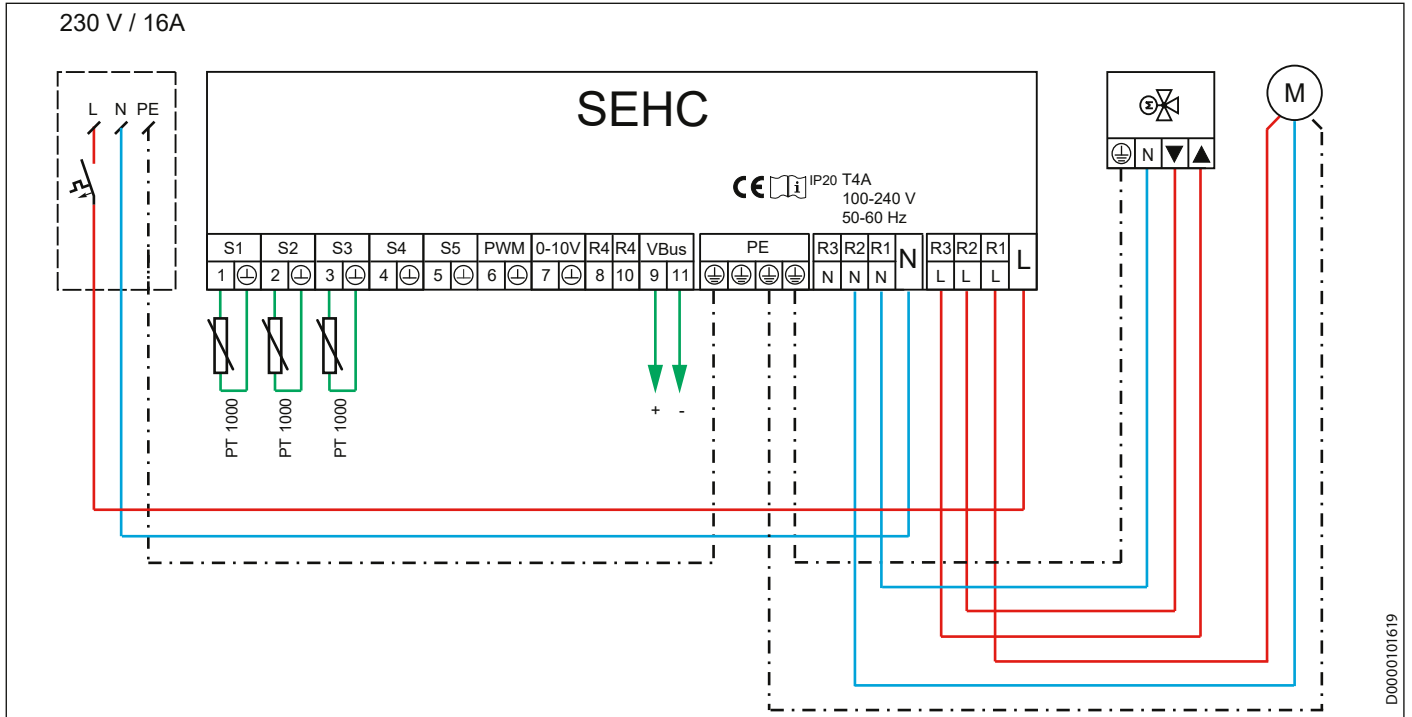 230 V / 16A
L N PE
SEHC
CE i IP20 T4A
100-240 V
50-60 Hz
M
M
N ▼ ▲
S1 S2 S3 S4 S5 PWM 0-10V R4 R4 VBus PE R3 R2 R1 N R3 R2 R1 L
1 2 3 4 5 6 7 8 10 9 11 N N N L L L
PT 1000
PT 1000
PT 1000
+ -
D0000101619